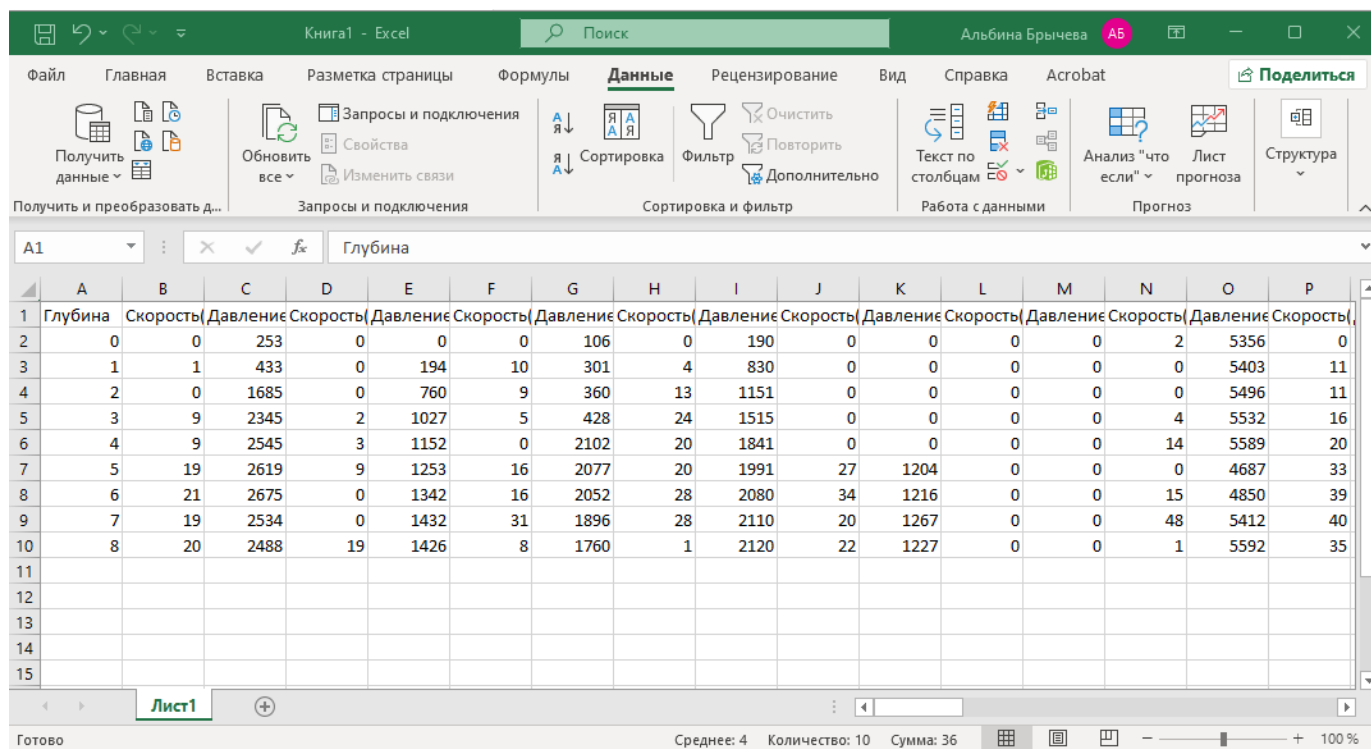 Книга1 - Excel
Поиск
Альбина Брычева АБ
Файл Главная Вставка Разметка страницы Формулы Данные Рецензирование Вид Справка Acrobat Поделиться
Получить данные
Обновить все
Запросы и подключения
Свойства
Изменить связи
А Я
Я А
Я А А Я
Сортировка
Фильтр
Очистить
Повторить
Дополнительно
Текст по столбцам
Анализ "что если"
Лист прогноза
Структура
Получить и преобразовать д...
Запросы и подключения
Сортировка и фильтр
Работа с данными
Прогноз
A1 fx Глубина
A B C D E F G H I J K L M N O P
1 Глубина Скорость( Давление Скорость( Давление Скорость( Давление Скорость( Давление Скорость( Давление Скорость( Давление Скорость( Давление Скорость(
2 0 0 253 0 0 0 106 0 190 0 0 0 0 2 5356 0
3 1 1 433 0 194 10 301 4 830 0 0 0 0 0 5403 11
4 2 0 1685 0 760 9 360 13 1151 0 0 0 0 0 5496 11
5 3 9 2345 2 1027 5 428 24 1515 0 0 0 0 4 5532 16
6 4 9 2545 3 1152 0 2102 20 1841 0 0 0 0 14 5589 20
7 5 19 2619 9 1253 16 2077 20 1991 27 1204 0 0 0 4687 33
8 6 21 2675 0 1342 16 2052 28 2080 34 1216 0 0 15 4850 39
9 7 19 2534 0 1432 31 1896 28 2110 20 1267 0 0 48 5412 40
10 8 20 2488 19 1426 8 1760 1 2120 22 1227 0 0 1 5592 35
11
12
13
14
15
Лист1
Готово Среднее: 4 Количество: 10 Сумма: 36 100 %